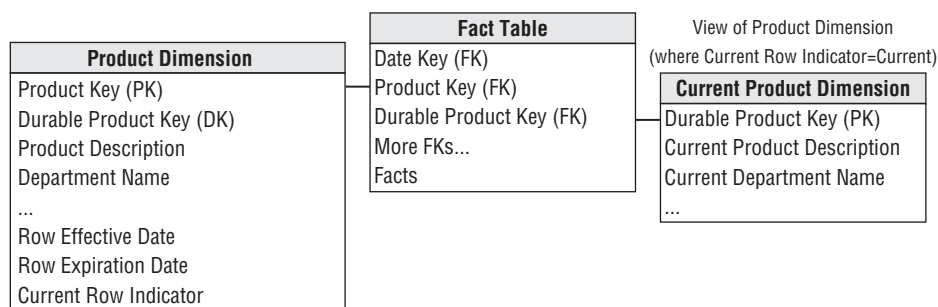 Product Dimension
Product Key (PK)
Durable Product Key (DK)
Product Description
Department Name
...
Row Effective Date
Row Expiration Date
Current Row Indicator
Fact Table
Date Key (FK)
Product Key (FK)
Durable Product Key (FK)
More FKs...
Facts
View of Product Dimension
(where Current Row Indicator=Current)
Current Product Dimension
Durable Product Key (PK)
Current Product Description
Current Department Name
...